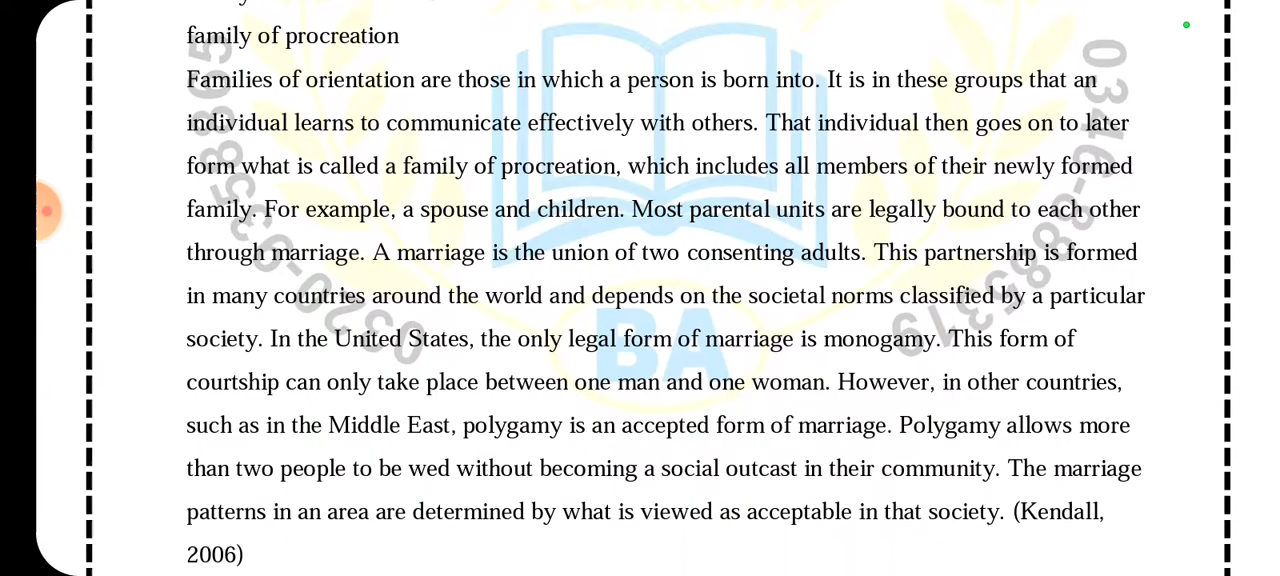 Academy
family of procreation
Families of orientation are those in which a person is born into. It is in these groups that an
individual learns to communicate effectively with others. That individual then goes on to later
form what is called a family of procreation, which includes all members of their newly formed
family. For example, a spouse and children. Most parental units are legally bound to each other
through marriage. A marriage is the union of two consenting adults. This partnership is formed
in many countries around the world and depends on the societal norms classified by a particular
society. In the United States, the only legal form of marriage is monogamy. This form of
courtship can only take place between one man and one woman. However, in other countries,
such as in the Middle East, polygamy is an accepted form of marriage. Polygamy allows more
than two people to be wed without becoming a social outcast in their community. The marriage
patterns in an area are determined by what is viewed as acceptable in that society. (Kendall,
2006)
BA